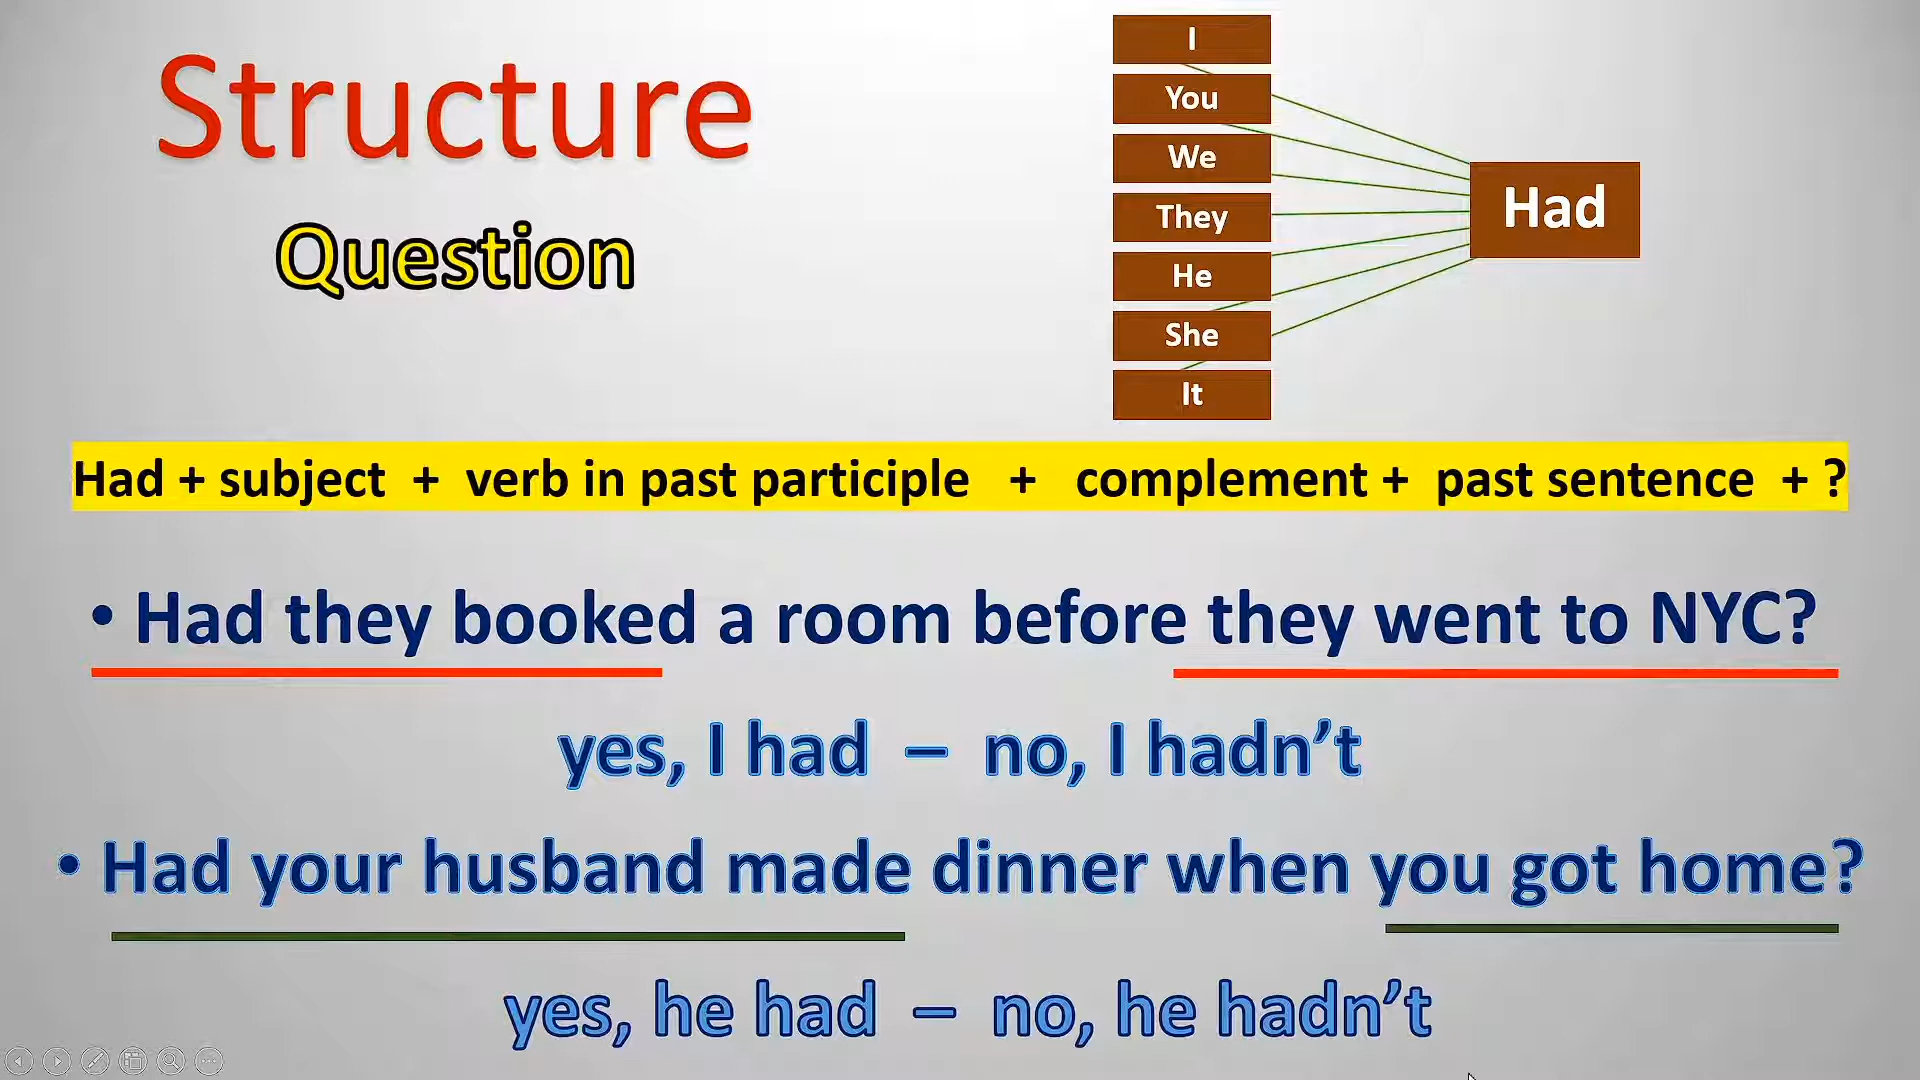 Structure
Question
I
You
We
They
He
She
It
Had
Had + subject + verb in past participle + complement + past sentence + ?
• Had they booked a room before they went to NYC?
yes, I had – no, I hadn’t
• Had your husband made dinner when you got home?
yes, he had – no, he hadn’t